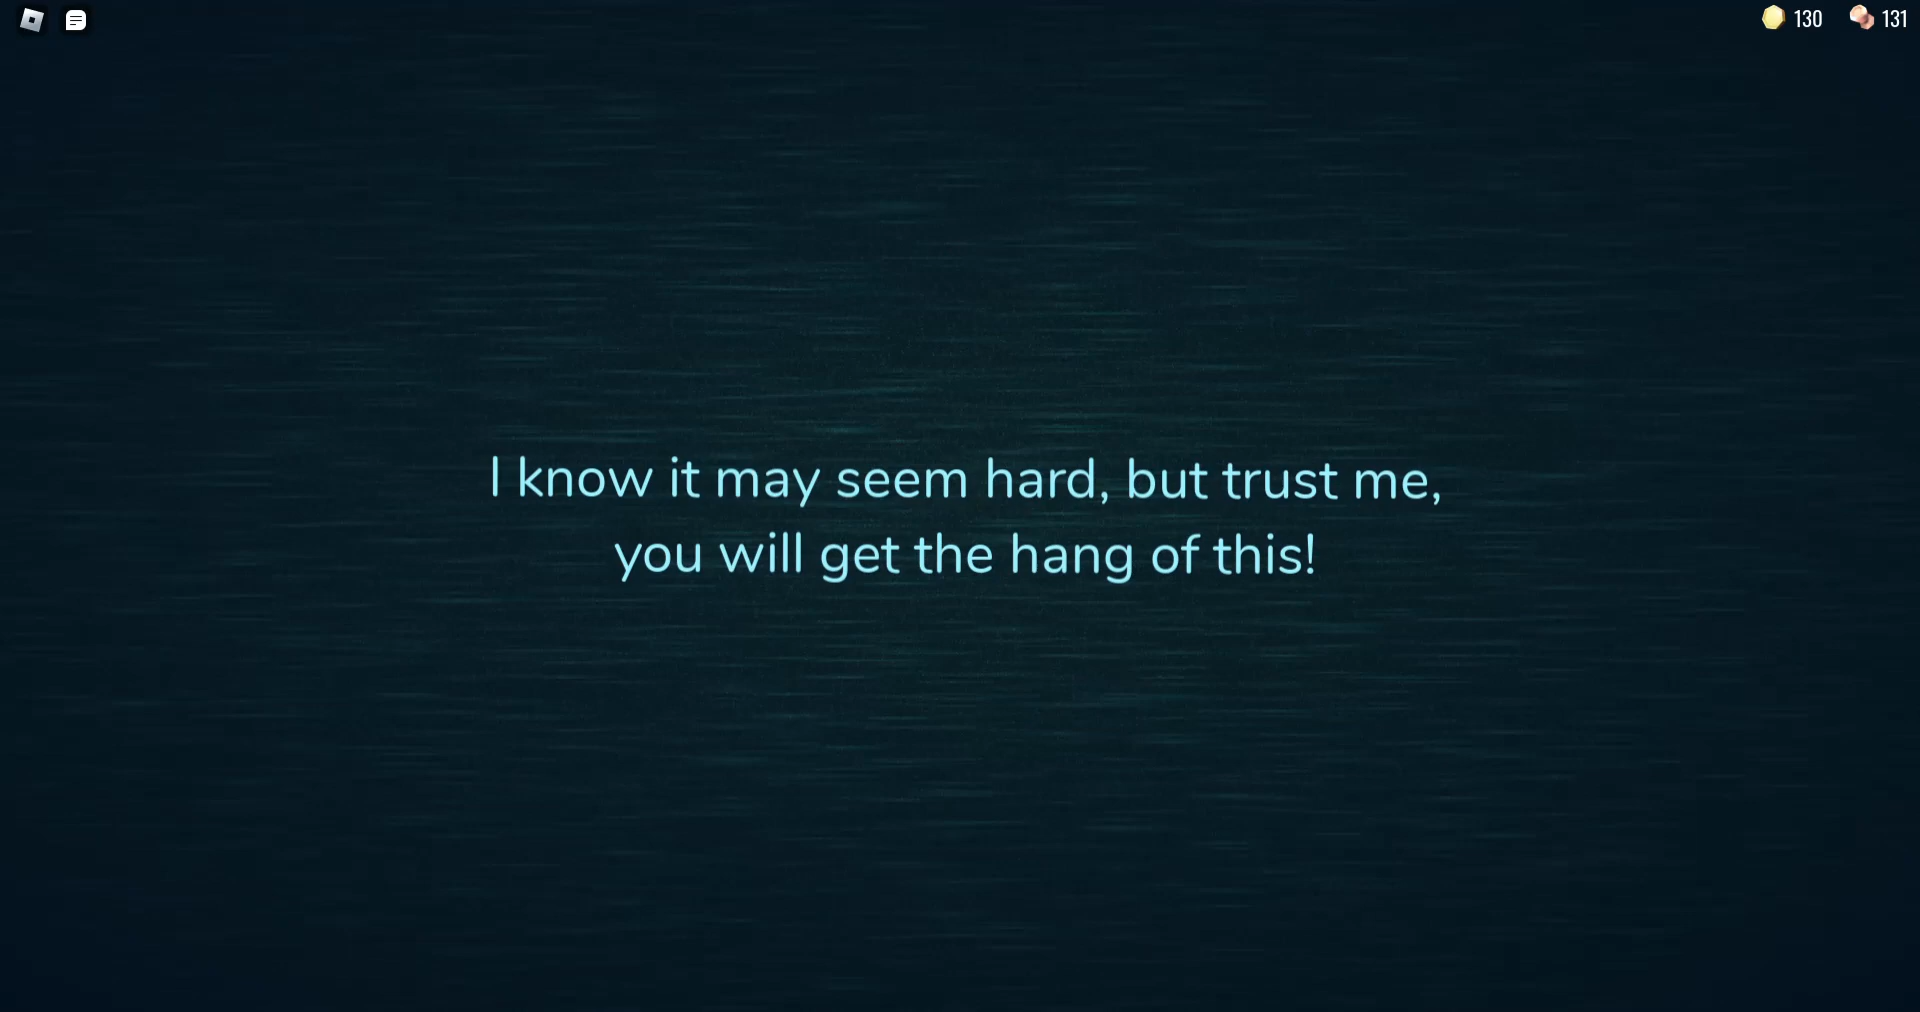 130 131
I know it may seem hard, but trust me,
you will get the hang of this!